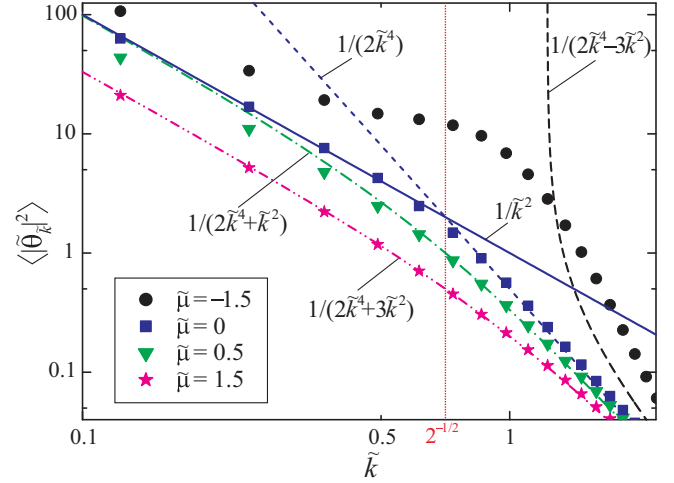 100
10
1
0.1
⟨|θ̃_k̃|²⟩
1/(2k̃⁴)
1/(2k̃⁴−3k̃²)
1/(2k̃⁴+k̃²)
1/k̃²
1/(2k̃⁴+3k̃²)
μ̃ = −1.5
μ̃ = 0
μ̃ = 0.5
μ̃ = 1.5
0.1
0.5
2^{−1/2}
1
k̃